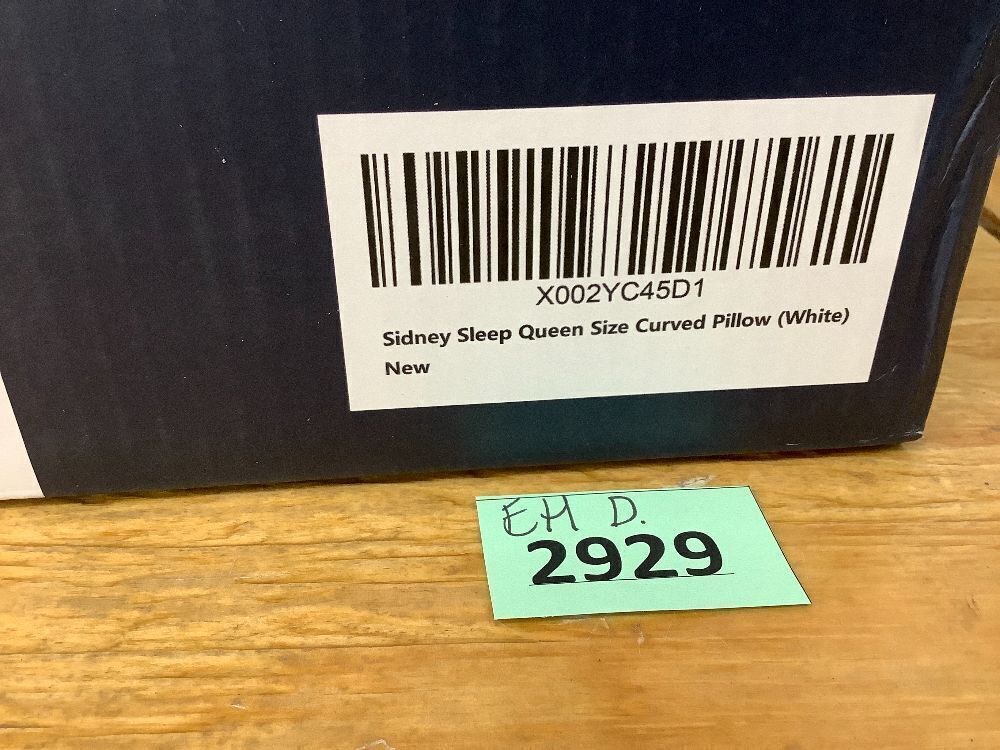 X002YC45D1
Sidney Sleep Queen Size Curved Pillow (White)
New
EH D.
2929